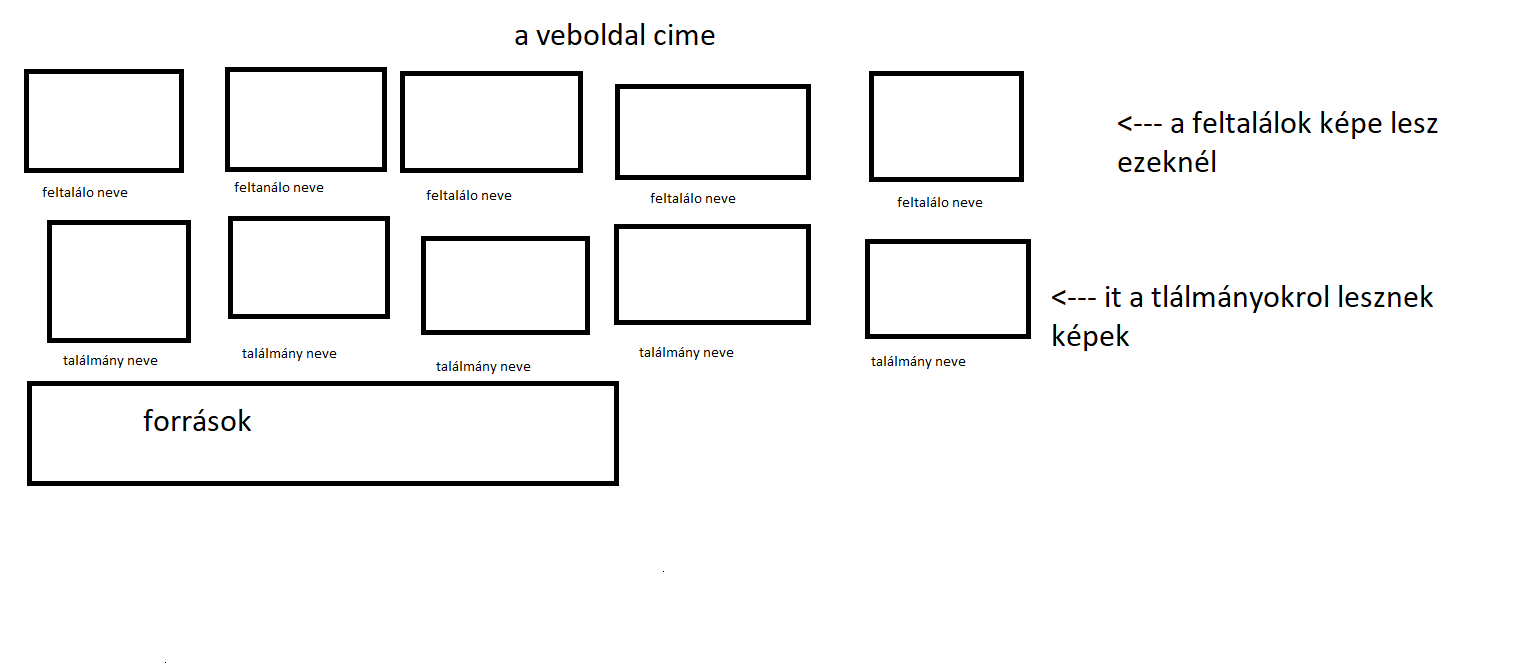 a veboldal cime
<--- a feltalálok képe lesz
ezeknél
feltalálo neve
feltanálo neve
feltalálo neve
feltalálo neve
feltalálo neve
<--- it a tlálmányokrol lesznek
képek
találmány neve
találmány neve
találmány neve
találmány neve
találmány neve
források